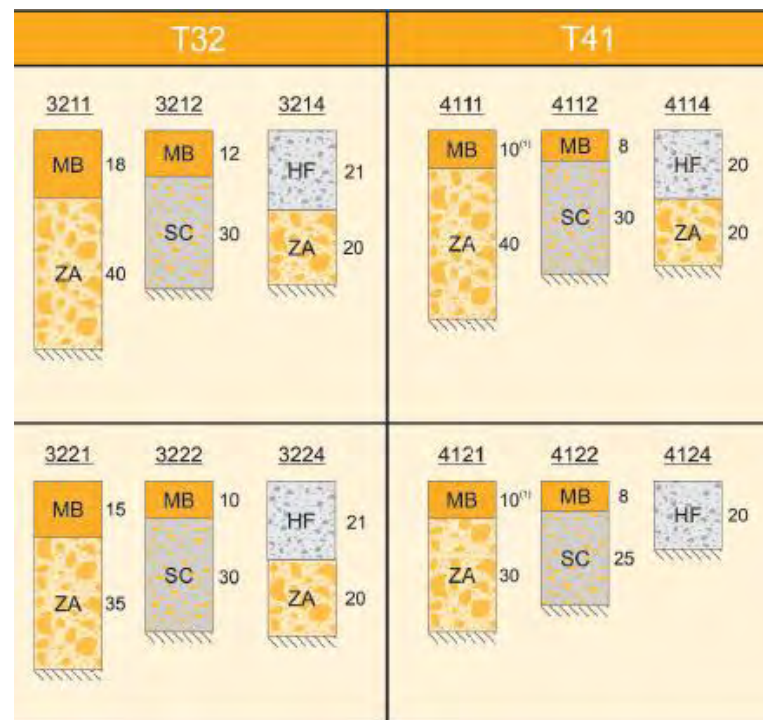 T32 T41
3211 3212 3214 4111 4112 4114
MB 18 MB 12 HF 21 MB 10⁽¹⁾ MB 8 HF 20
ZA 40 SC 30 ZA 20 ZA 40 SC 30 ZA 20
3221 3222 3224 4121 4122 4124
MB 15 MB 10 HF 21 MB 10⁽¹⁾ MB 8 HF 20
ZA 35 SC 30 ZA 20 ZA 30 SC 25